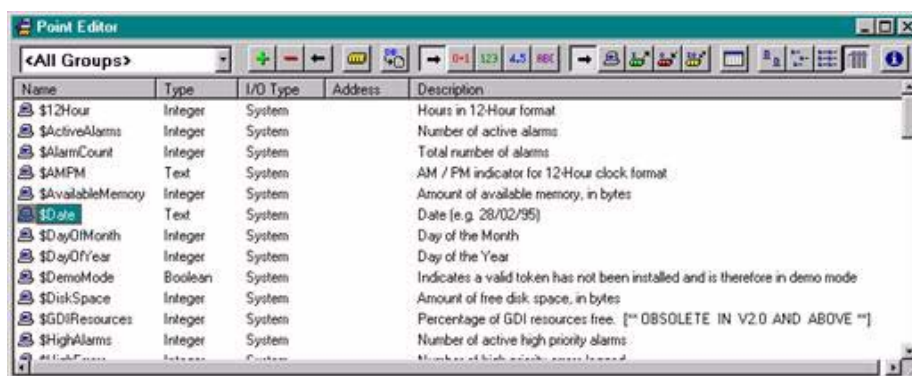 Point Editor
<All Groups>
Name Type I/O Type Address Description
$12Hour Integer System Hours in 12-Hour format
$ActiveAlarms Integer System Number of active alarms
$AlarmCount Integer System Total number of alarms
$AMPM Text System AM / PM indicator for 12-Hour clock format
$AvailableMemory Integer System Amount of available memory, in bytes
$Date Text System Date (e.g. 28/02/95)
$DayOfMonth Integer System Day of the Month
$DayOfYear Integer System Day of the Year
$DemoMode Boolean System Indicates a valid token has not been installed and is therefore in demo mode
$DiskSpace Integer System Amount of free disk space, in bytes
$GDIResources Integer System Percentage of GDI resources free. [** OBSOLETE IN V2.0 AND ABOVE **]
$HighAlarms Integer System Number of active high priority alarms